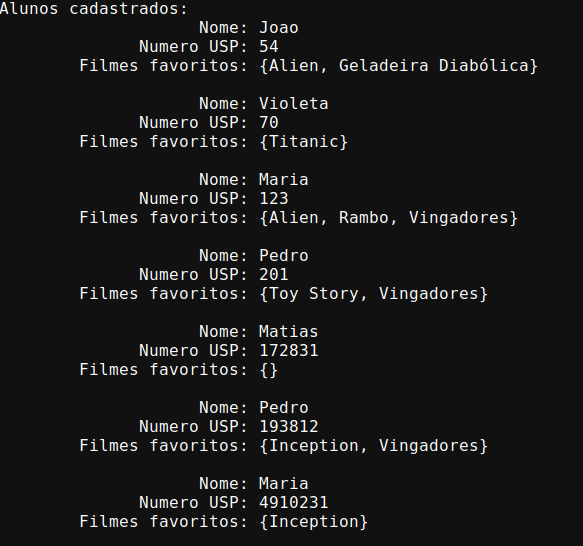 Alunos cadastrados:
Nome: Joao
Numero USP: 54
Filmes favoritos: {Alien, Geladeira Diabólica}
Nome: Violeta
Numero USP: 70
Filmes favoritos: {Titanic}
Nome: Maria
Numero USP: 123
Filmes favoritos: {Alien, Rambo, Vingadores}
Nome: Pedro
Numero USP: 201
Filmes favoritos: {Toy Story, Vingadores}
Nome: Matias
Numero USP: 172831
Filmes favoritos: {}
Nome: Pedro
Numero USP: 193812
Filmes favoritos: {Inception, Vingadores}
Nome: Maria
Numero USP: 4910231
Filmes favoritos: {Inception}